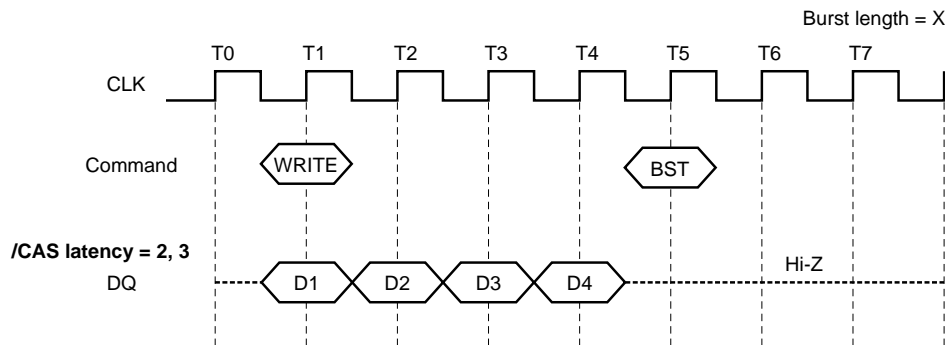 Burst length = X
T0 T1 T2 T3 T4 T5 T6 T7
CLK
Command WRITE BST
/CAS latency = 2, 3
Hi-Z
DQ D1 D2 D3 D4